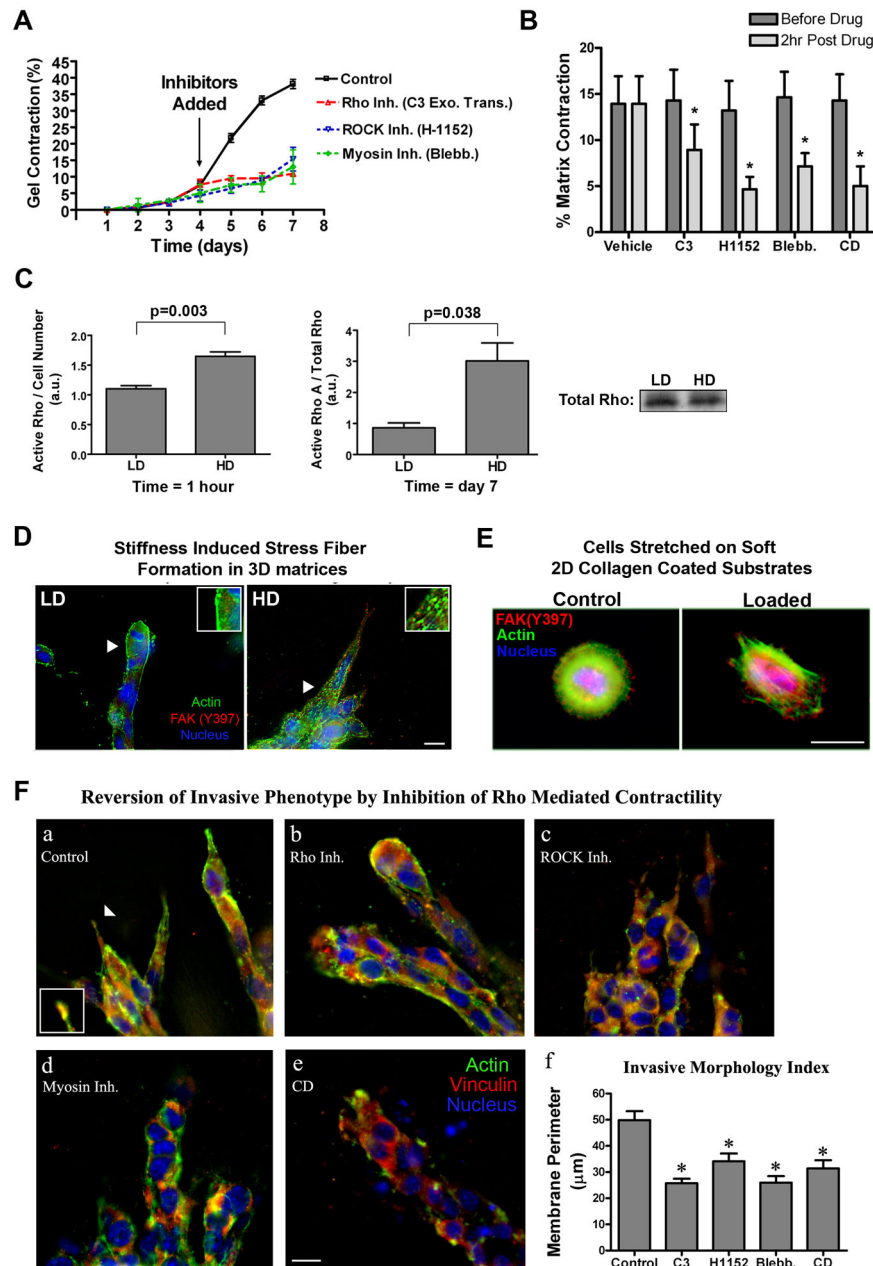 A
Gel Contraction (%)
45
40
35
30
25
20
15
10
5
0
0
1
2
3
4
5
6
7
8
Time (days)
Inhibitors
Added
Control
Rho Inh. (C3 Exo. Trans.)
ROCK Inh. (H-1152)
Myosin Inh. (Blebb.)
B
Before Drug
2hr Post Drug
% Matrix Contraction
20
15
10
5
0
*
*
*
*
Vehicle
C3
H1152
Blebb.
CD
C
p=0.003
Active Rho / Cell Number
(a.u.)
2.0
1.5
1.0
0.5
0.0
LD
HD
Time = 1 hour
p=0.038
Active Rho A / Total Rho
(a.u.)
4
3
2
1
0
LD
HD
Time = day 7
LD HD
Total Rho:
D
Stiffness Induced Stress Fiber
Formation in 3D matrices
LD
Actin
FAK (Y397)
Nucleus
HD
E
Cells Stretched on Soft
2D Collagen Coated Substrates
Control
Loaded
FAK(Y397)
Actin
Nucleus
F
Reversion of Invasive Phenotype by Inhibition of Rho Mediated Contractility
a
Control
b
Rho Inh.
c
ROCK Inh.
d
Myosin Inh.
e
CD
Actin
Vinculin
Nucleus
f
Invasive Morphology Index
Membrane Perimeter
(μm)
60
50
40
30
20
10
0
*
*
*
*
Control
C3
H1152
Blebb.
CD